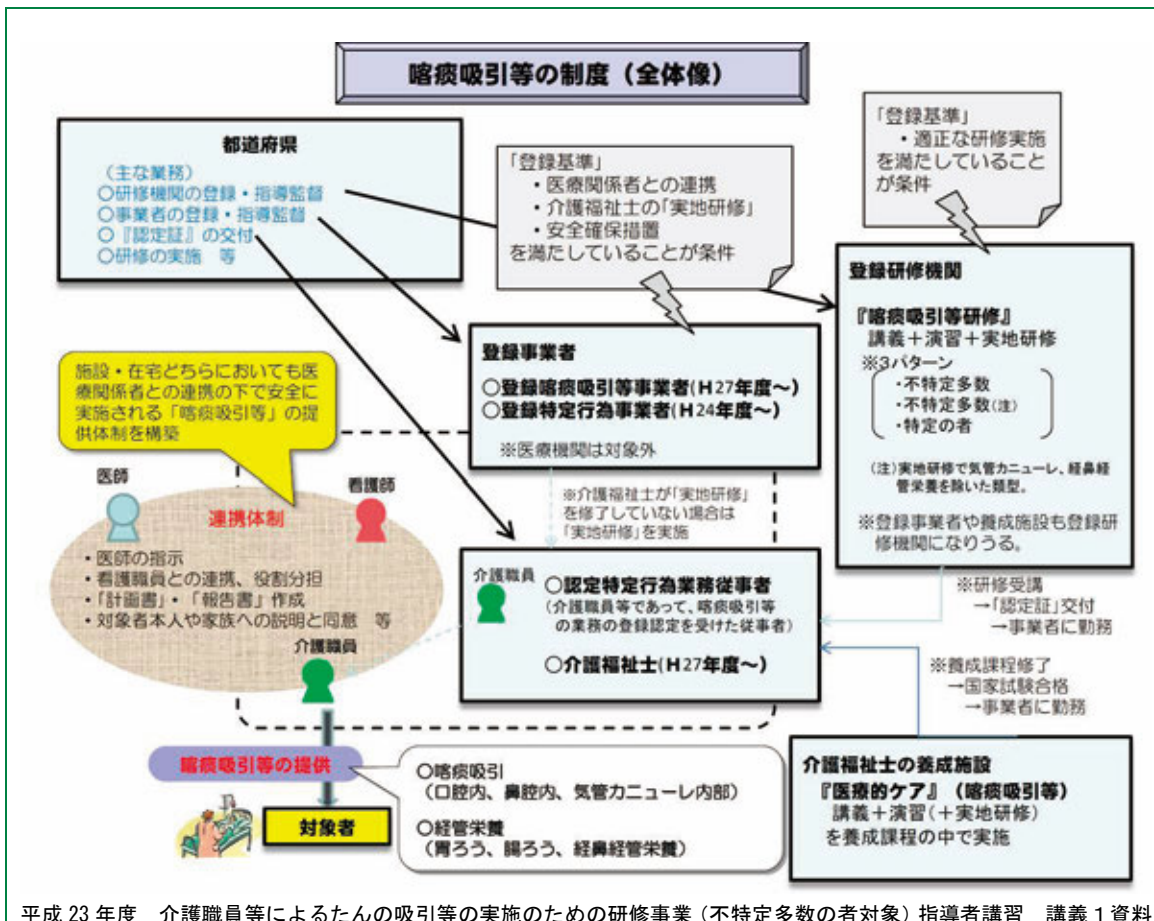 喀痰吸引等の制度（全体像）
都道府県
（主な業務）
○研修機関の登録・指導監督
○事業者の登録・指導監督
○『認定証』の交付
○研修の実施　等
「登録基準」
・医療関係者との連携
・介護福祉士の「実地研修」
・安全確保措置
を満たしていることが条件
「登録基準」
・適正な研修実施
を満たしていること
が条件
登録研修機関
『喀痰吸引等研修』
講義＋演習＋実地研修
※３パターン
・不特定多数
・不特定多数（注）
・特定の者
（注）実地研修で気管カニューレ、経鼻経
管栄養を除いた類型。
※登録事業者や養成施設も登録研
修機関になりうる。
登録事業者
○登録喀痰吸引等事業者（H27年度～）
○登録特定行為事業者（H24年度～）
※医療機関は対象外
施設・在宅どちらにおいても医
療関係者との連携の下で安全に
実施される「喀痰吸引等」の提
供体制を構築
医師
看護師
連携体制
・医師の指示
・看護職員との連携、役割分担
・「計画書」・「報告書」作成
・対象者本人や家族への説明と同意　等
介護職員
※介護福祉士が「実地研修」
を修了していない場合は
「実地研修」を実施
介護職員
○認定特定行為業務従事者
（介護職員等であって、喀痰吸引等
の業務の登録認定を受けた従事者）
○介護福祉士（H27年度～）
※研修受講
→「認定証」交付
→事業者に勤務
※養成課程修了
→国家試験合格
→事業者に勤務
喀痰吸引等の提供
対象者
○喀痰吸引
（口腔内、鼻腔内、気管カニューレ内部）
○経管栄養
（胃ろう、腸ろう、経鼻経管栄養）
介護福祉士の養成施設
『医療的ケア』（喀痰吸引等）
講義＋演習（＋実地研修）
を養成課程の中で実施
平成 23 年度　介護職員等によるたんの吸引等の実施のための研修事業（不特定多数の者対象）指導者講習　講義 1 資料